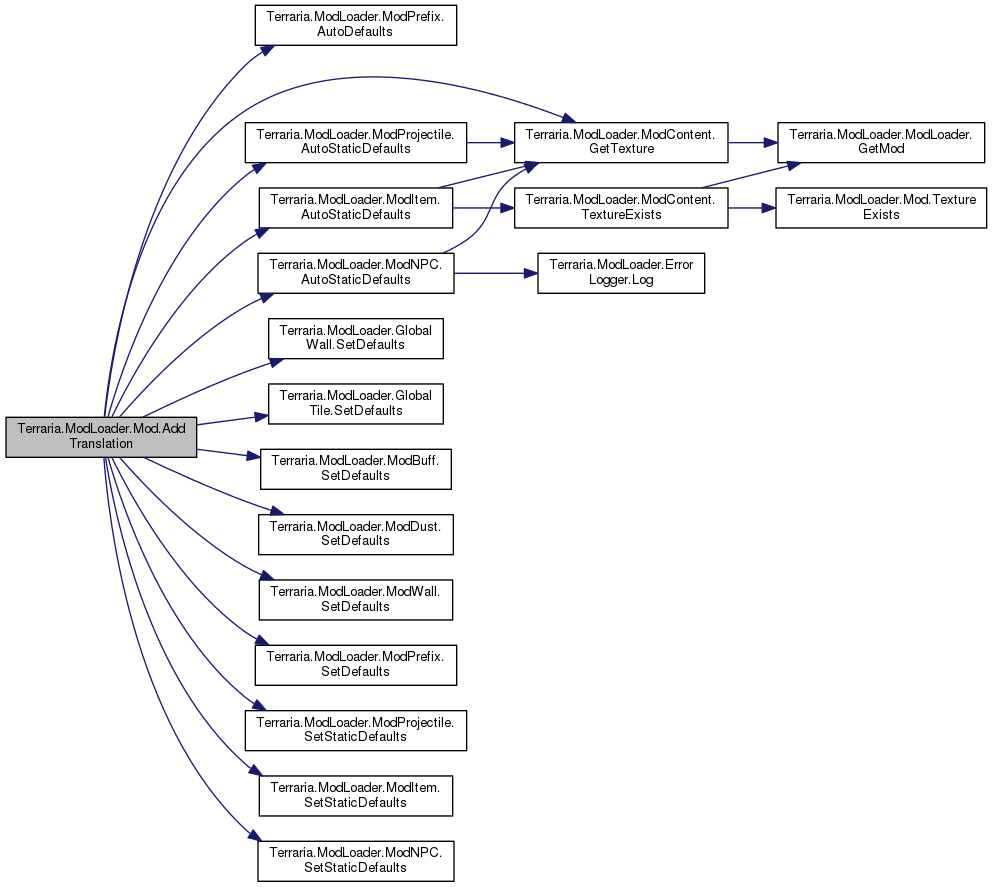 Terraria.ModLoader.ModPrefix.
AutoDefaults
Terraria.ModLoader.ModProjectile.
AutoStaticDefaults
Terraria.ModLoader.ModContent.
GetTexture
Terraria.ModLoader.ModLoader.
GetMod
Terraria.ModLoader.ModItem.
AutoStaticDefaults
Terraria.ModLoader.ModContent.
TextureExists
Terraria.ModLoader.Mod.Texture
Exists
Terraria.ModLoader.ModNPC.
AutoStaticDefaults
Terraria.ModLoader.Error
Logger.Log
Terraria.ModLoader.Global
Wall.SetDefaults
Terraria.ModLoader.Global
Tile.SetDefaults
Terraria.ModLoader.Mod.Add
Translation
Terraria.ModLoader.ModBuff.
SetDefaults
Terraria.ModLoader.ModDust.
SetDefaults
Terraria.ModLoader.ModWall.
SetDefaults
Terraria.ModLoader.ModPrefix.
SetDefaults
Terraria.ModLoader.ModProjectile.
SetStaticDefaults
Terraria.ModLoader.ModItem.
SetStaticDefaults
Terraria.ModLoader.ModNPC.
SetStaticDefaults